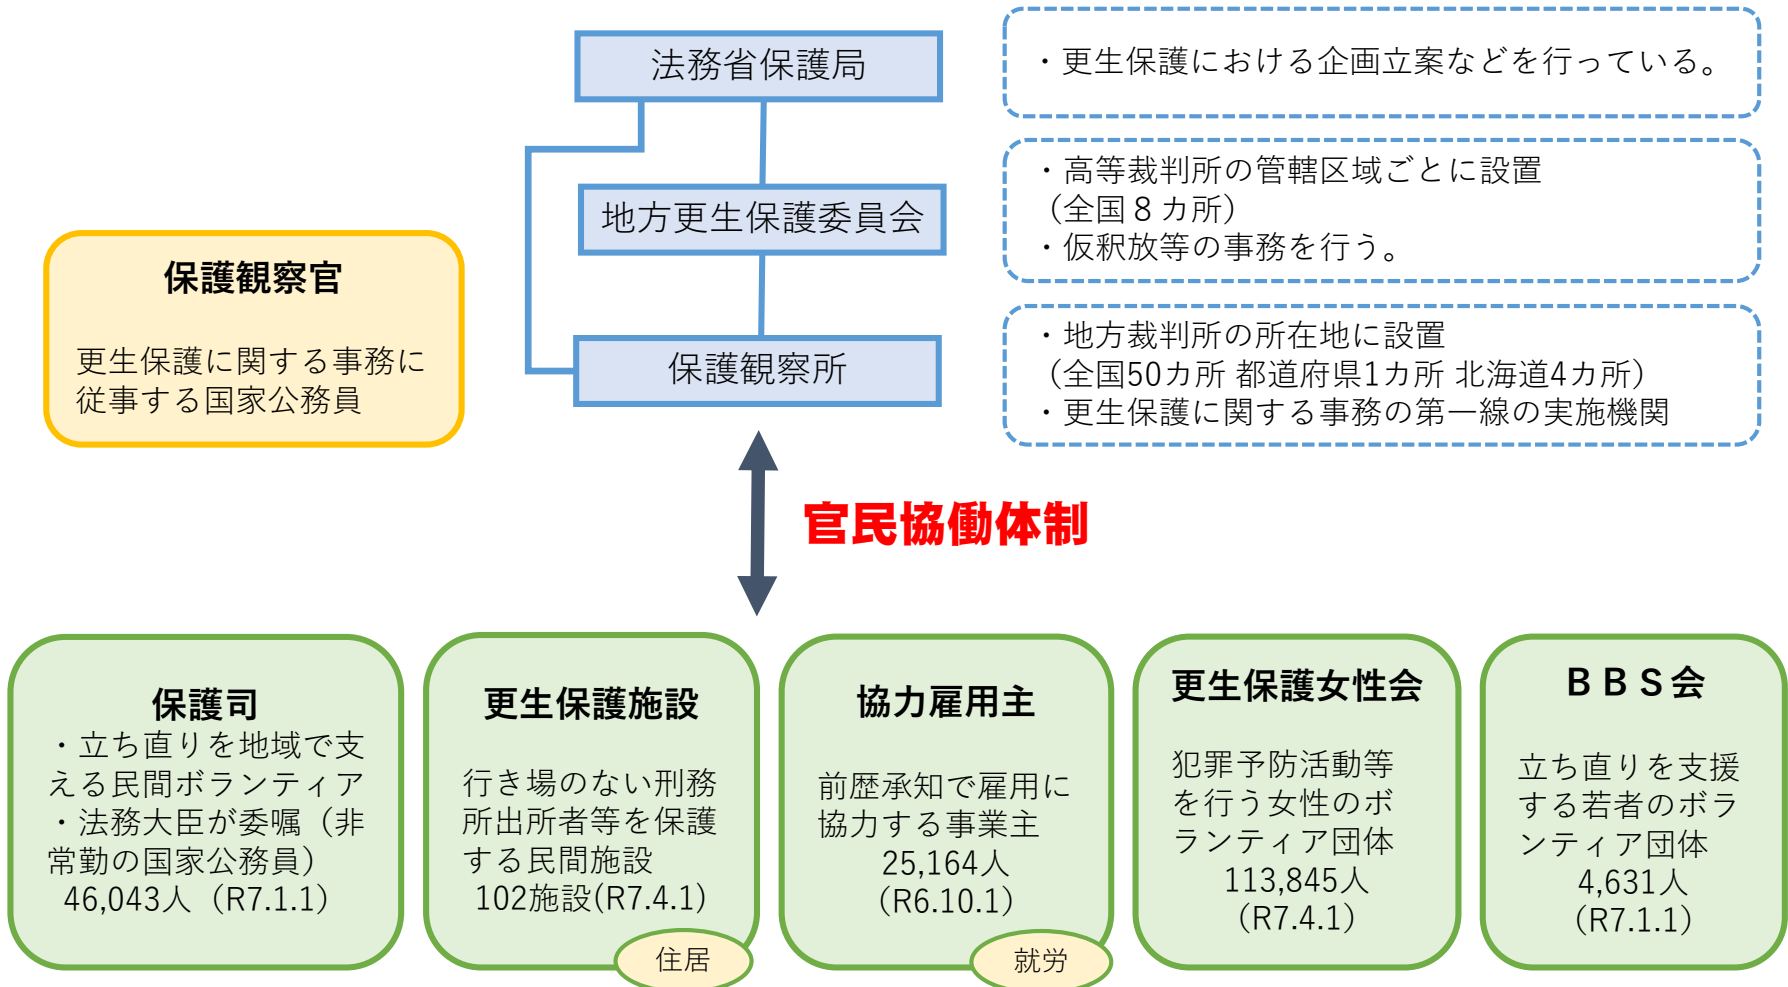 法務省保護局
・更生保護における企画立案などを行っている。
地方更生保護委員会
・高等裁判所の管轄区域ごとに設置
（全国８カ所）
・仮釈放等の事務を行う。
保護観察官
更生保護に関する事務に
従事する国家公務員
保護観察所
・地方裁判所の所在地に設置
（全国50カ所 都道府県1カ所 北海道4カ所）
・更生保護に関する事務の第一線の実施機関
官民協働体制
保護司
・立ち直りを地域で支
える民間ボランティア
・法務大臣が委嘱（非
常勤の国家公務員）
46,043人（R7.1.1）
更生保護施設
行き場のない刑務
所出所者等を保護
する民間施設
102施設(R7.4.1)
住居
協力雇用主
前歴承知で雇用に
協力する事業主
25,164人
（R6.10.1）
就労
更生保護女性会
犯罪予防活動等
を行う女性のボ
ランティア団体
113,845人
（R7.4.1）
ＢＢＳ会
立ち直りを支援
する若者のボラ
ンティア団体
4,631人
（R7.1.1）